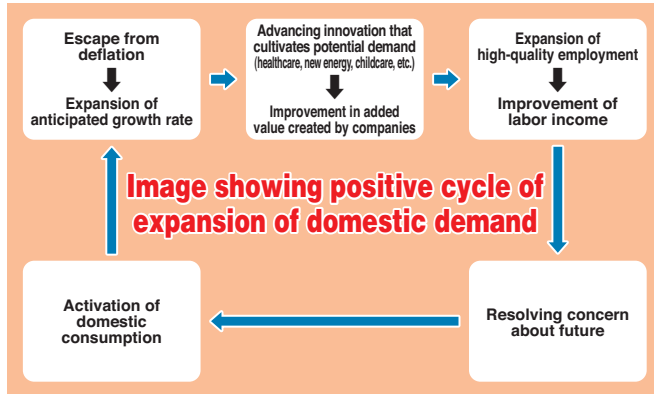 Escape from
deflation
Expansion of
anticipated growth rate
Advancing innovation that
cultivates potential demand
(healthcare, new energy, childcare, etc.)
Improvement in added
value created by companies
Expansion of
high-quality employment
Improvement of
labor income
Image showing positive cycle of
expansion of domestic demand
Activation of
domestic
consumption
Resolving concern
about future